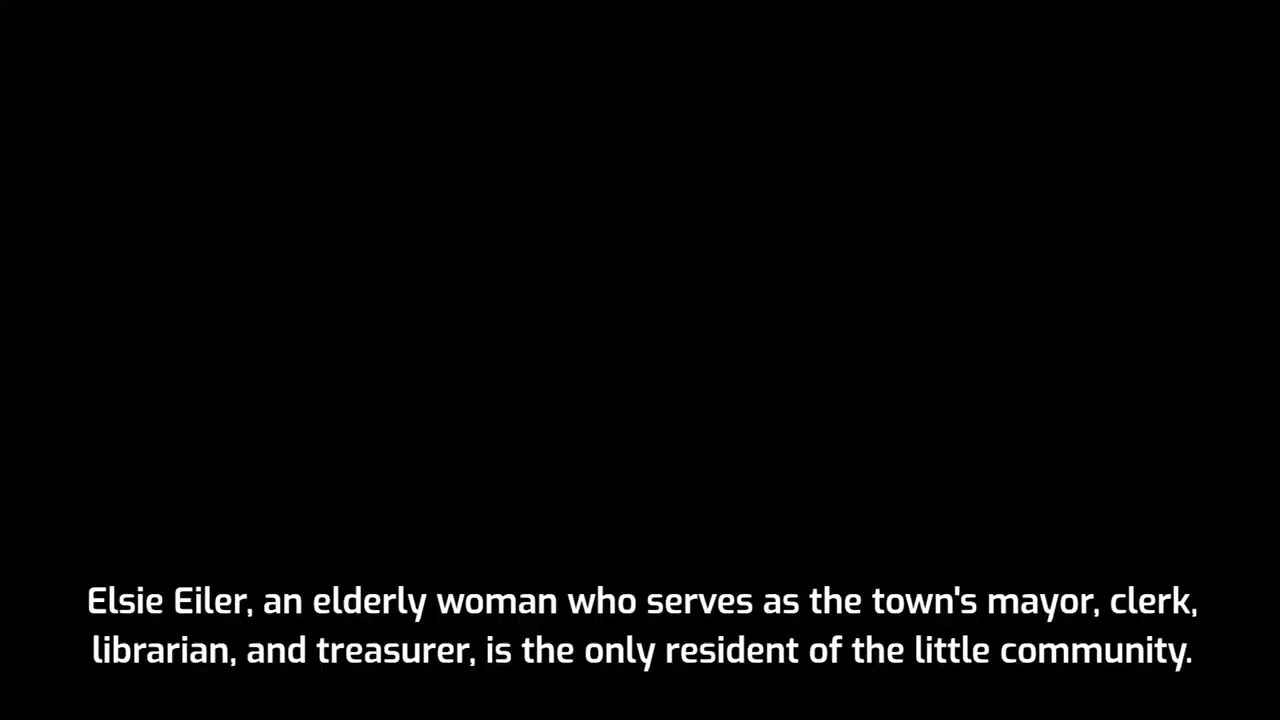 Elsie Eiler, an elderly woman who serves as the town's mayor, clerk,
librarian, and treasurer, is the only resident of the little community.